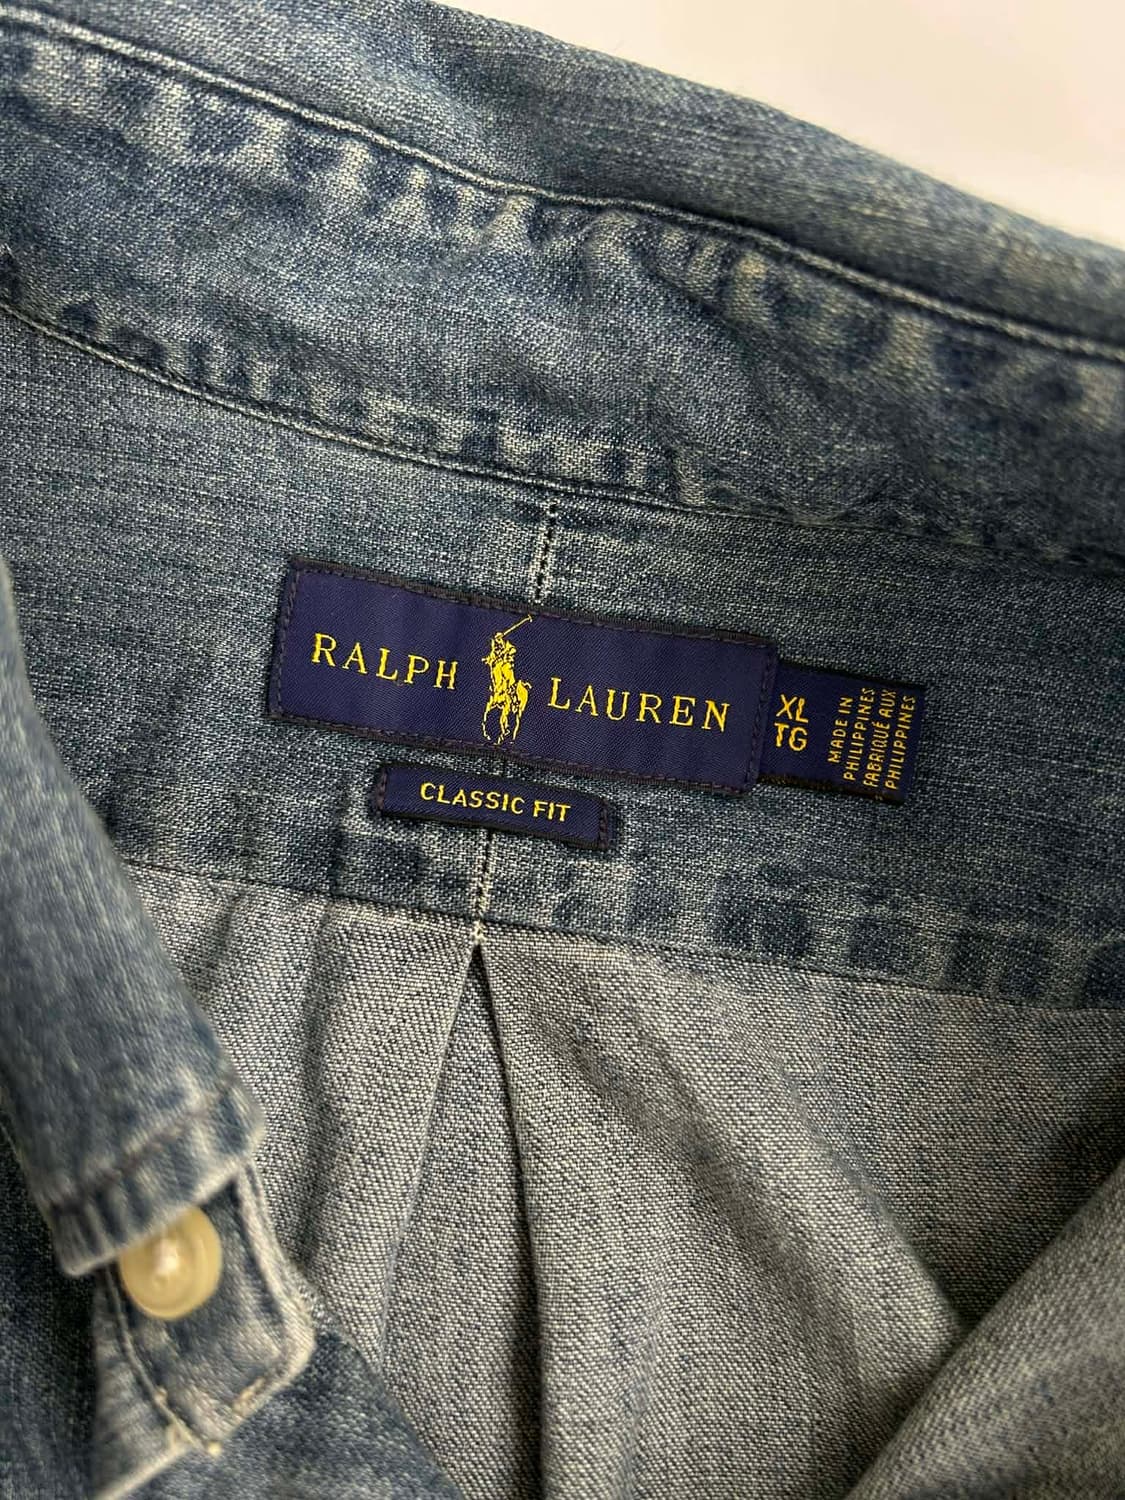 RALPH LAUREN
XL
TG
MADE IN
PHILIPPINES
FABRIQUÉ AUX
PHILIPPINES
CLASSIC FIT